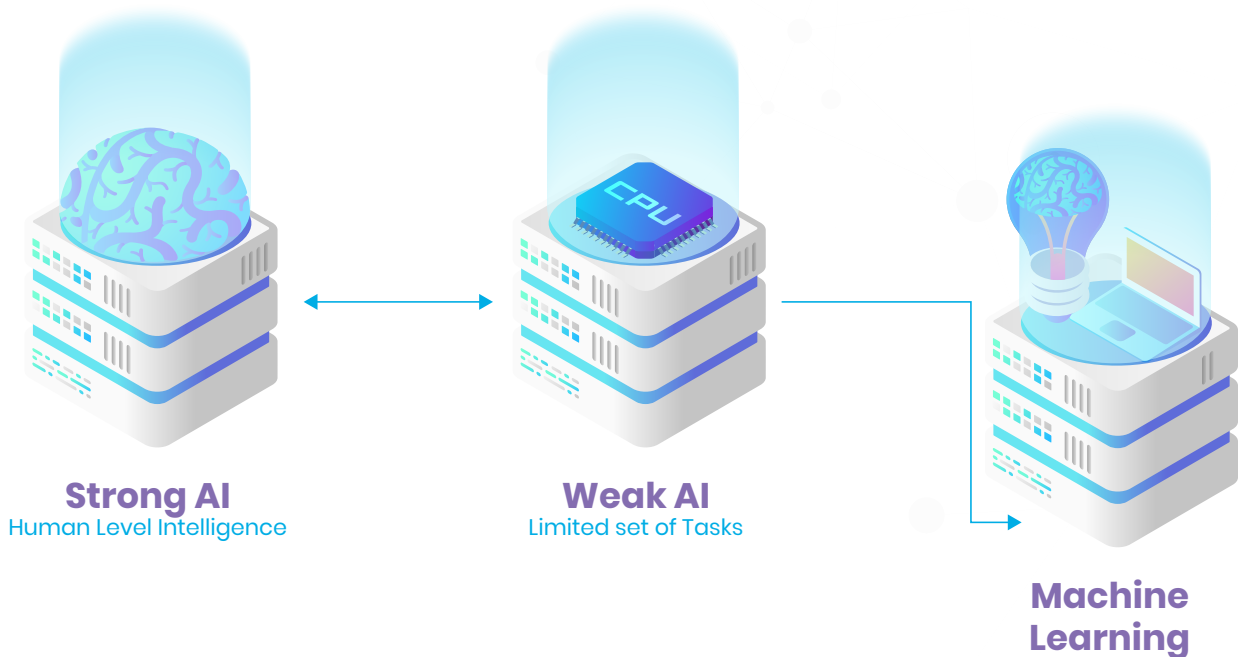 CPU
Strong AI
Human Level Intelligence
Weak AI
Limited set of Tasks
Machine
Learning